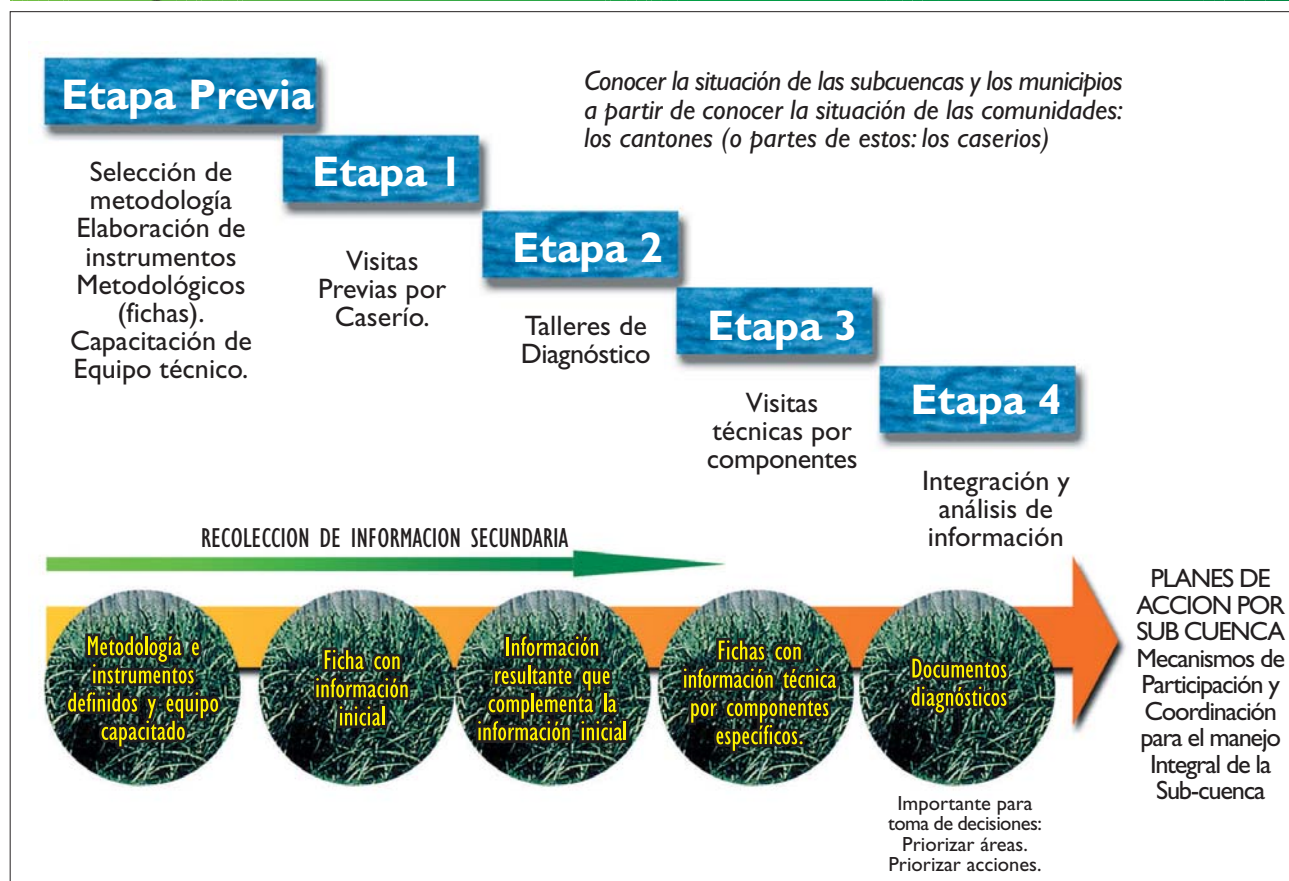 Etapa Previa
Conocer la situación de las subcuencas y los municipios
a partir de conocer la situación de las comunidades:
los cantones (o partes de estos: los caserios)
Selección de
metodología
Elaboración de
instrumentos
Metodológicos
(fichas).
Capacitación de
Equipo técnico.
Etapa 1
Visitas
Previas por
Caserío.
Etapa 2
Talleres de
Diagnóstico
Etapa 3
Visitas
técnicas por
componentes
Etapa 4
Integración y
análisis de
información
RECOLECCION DE INFORMACION SECUNDARIA
Metodología e
instrumentos
definidos y equipo
capacitado
Ficha con
información
inicial
Información
resultante que
complementa la
información inicial
Fichas con
información técnica
por componentes
específicos.
Documentos
diagnósticos
Importante para
toma de decisiones:
Priorizar áreas.
Priorizar acciones.
PLANES DE
ACCION POR
SUB CUENCA
Mecanismos de
Participación y
Coordinación
para el manejo
Integral de la
Sub-cuenca